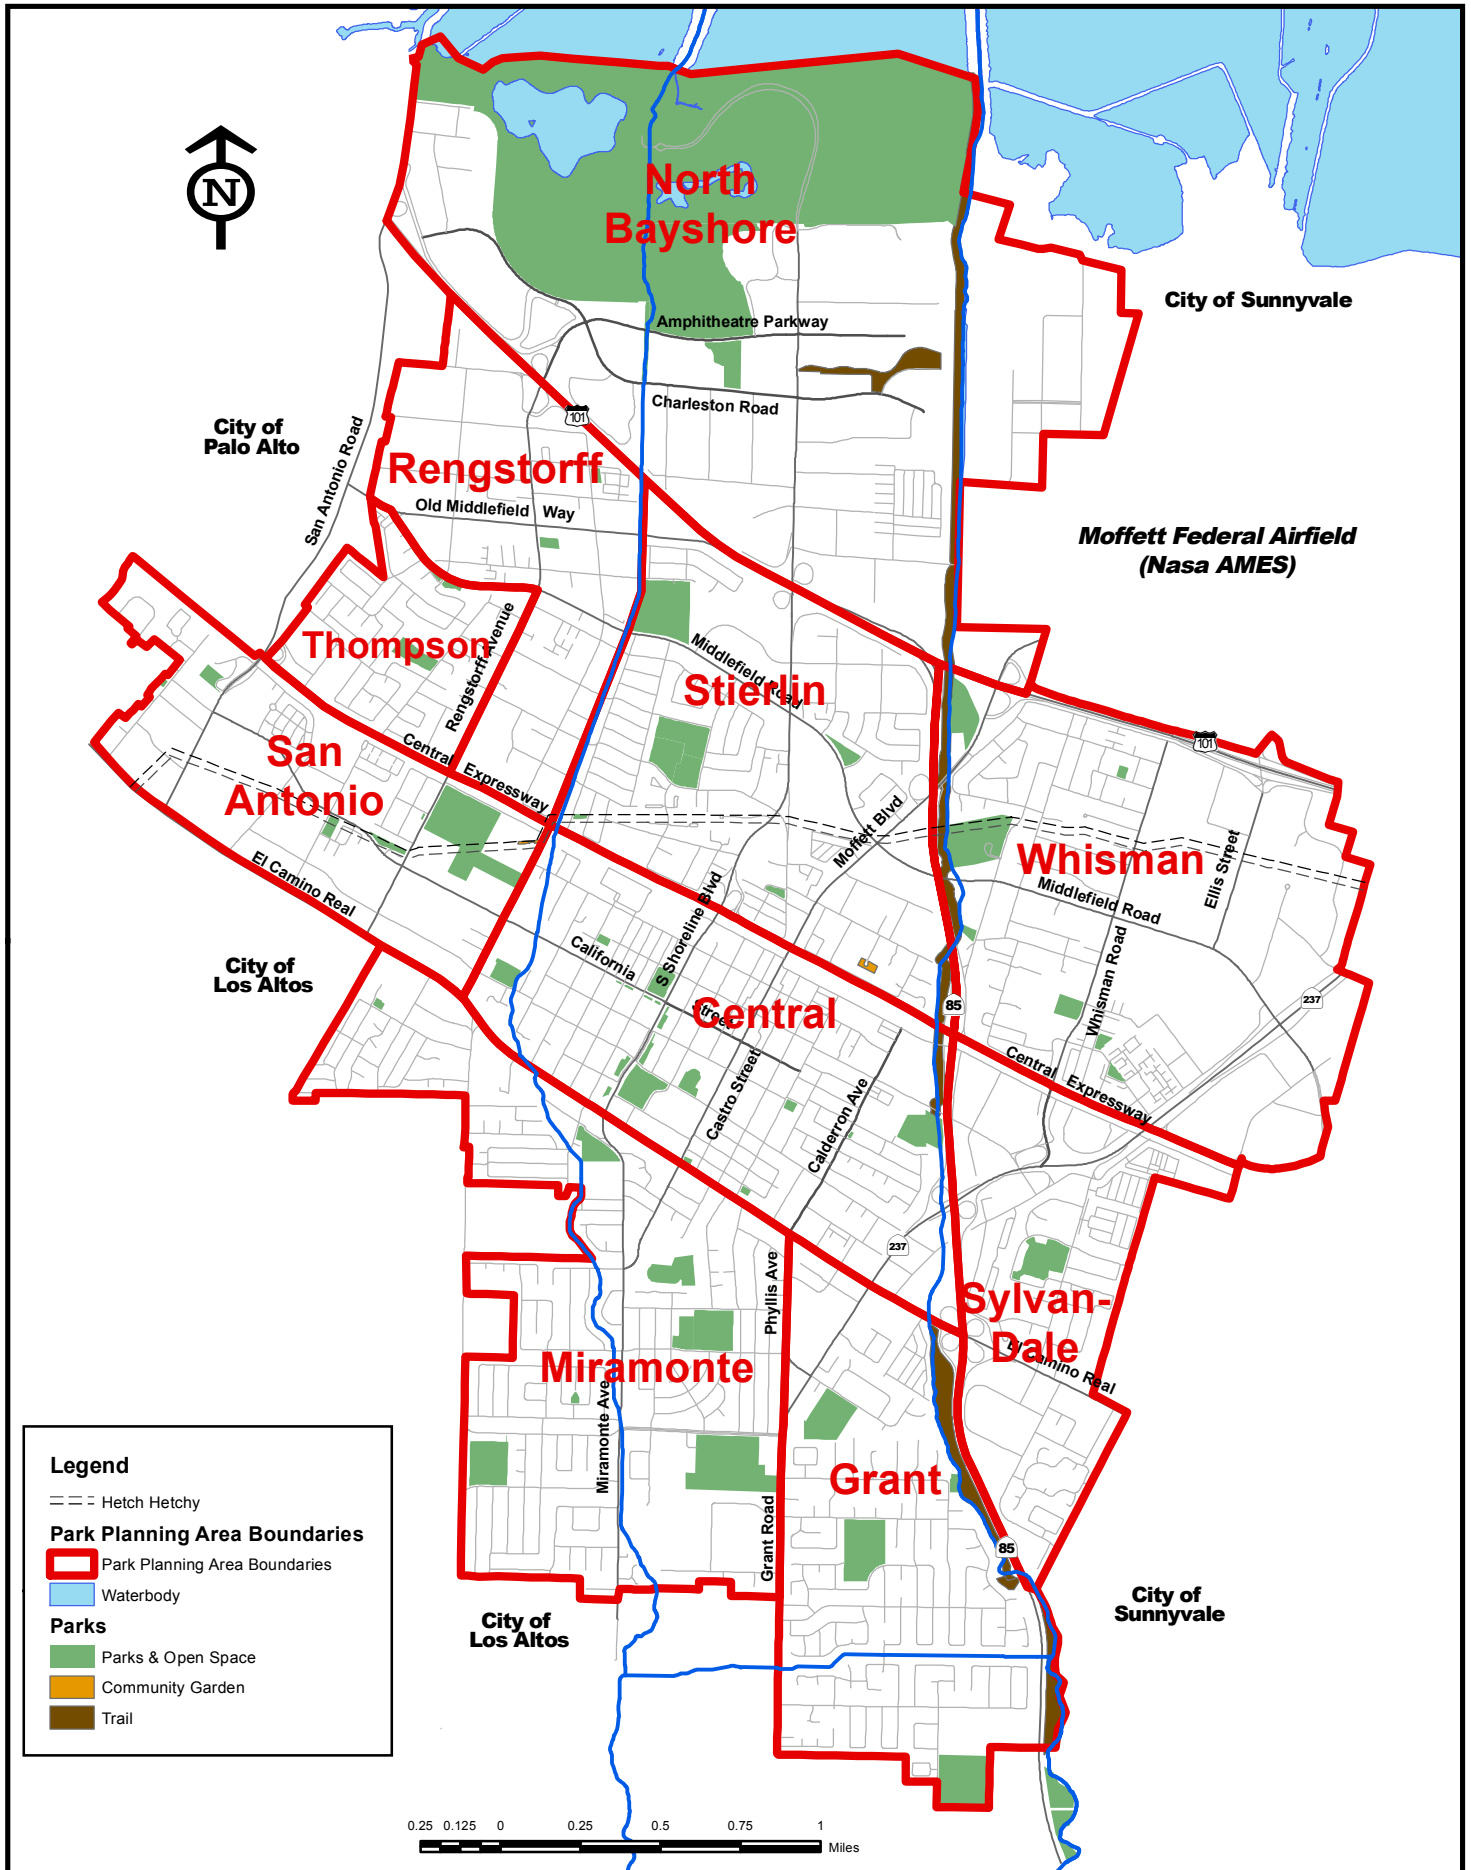 N
North
Bayshore
City of Sunnyvale
Amphitheatre Parkway
Charleston Road
101
City of
Palo Alto
San Antonio Road
Rengstorff
Old Middlefield Way
Moffett Federal Airfield
(Nasa AMES)
Thompson
Rengstorff Avenue
Middlefield Road
Stierlin
San
Antonio
Central Expressway
101
Moffett Blvd
Whisman
Ellis Street
Middlefield Road
El Camino Real
S Shoreline Blvd
California Street
City of
Los Altos
Central
85
Whisman Road
237
Castro Street
Calderron Ave
Central Expressway
237
Phyllis Ave
Sylvan-
Dale
El Camino Real
Miramonte
Miramonte Ave
Grant
Grant Road
85
City of
Sunnyvale
City of
Los Altos
Legend
Hetch Hetchy
Park Planning Area Boundaries
Park Planning Area Boundaries
Waterbody
Parks
Parks & Open Space
Community Garden
Trail
0.25 0.125 0 0.25 0.5 0.75 1
Miles